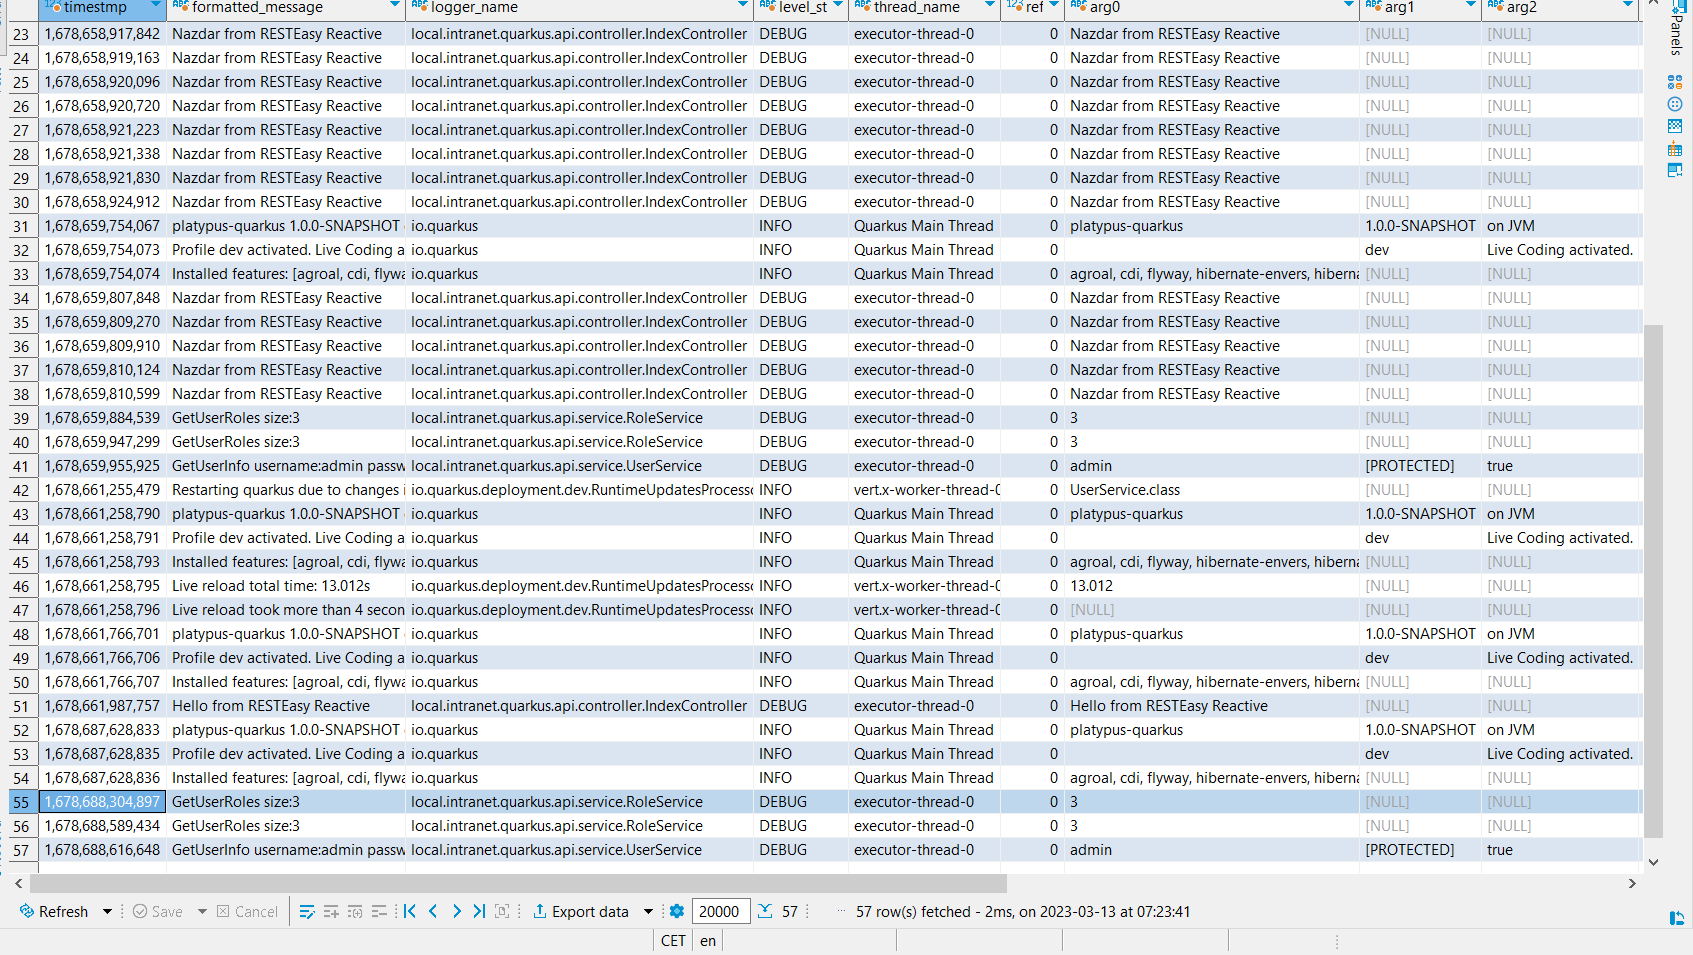 timestmp formatted_message logger_name level_st thread_name 123 ref ABC arg0 ABC arg1 ABC arg2
23 1,678,658,917,842 Nazdar from RESTEasy Reactive local.intranet.quarkus.api.controller.IndexController DEBUG executor-thread-0 0 Nazdar from RESTEasy Reactive [NULL] [NULL]
24 1,678,658,919,163 Nazdar from RESTEasy Reactive local.intranet.quarkus.api.controller.IndexController DEBUG executor-thread-0 0 Nazdar from RESTEasy Reactive [NULL] [NULL]
25 1,678,658,920,096 Nazdar from RESTEasy Reactive local.intranet.quarkus.api.controller.IndexController DEBUG executor-thread-0 0 Nazdar from RESTEasy Reactive [NULL] [NULL]
26 1,678,658,920,720 Nazdar from RESTEasy Reactive local.intranet.quarkus.api.controller.IndexController DEBUG executor-thread-0 0 Nazdar from RESTEasy Reactive [NULL] [NULL]
27 1,678,658,921,223 Nazdar from RESTEasy Reactive local.intranet.quarkus.api.controller.IndexController DEBUG executor-thread-0 0 Nazdar from RESTEasy Reactive [NULL] [NULL]
28 1,678,658,921,338 Nazdar from RESTEasy Reactive local.intranet.quarkus.api.controller.IndexController DEBUG executor-thread-0 0 Nazdar from RESTEasy Reactive [NULL] [NULL]
29 1,678,658,921,830 Nazdar from RESTEasy Reactive local.intranet.quarkus.api.controller.IndexController DEBUG executor-thread-0 0 Nazdar from RESTEasy Reactive [NULL] [NULL]
30 1,678,658,924,912 Nazdar from RESTEasy Reactive local.intranet.quarkus.api.controller.IndexController DEBUG executor-thread-0 0 Nazdar from RESTEasy Reactive [NULL] [NULL]
31 1,678,659,754,067 platypus-quarkus 1.0.0-SNAPSHOT io.quarkus INFO Quarkus Main Thread 0 platypus-quarkus 1.0.0-SNAPSHOT on JVM
32 1,678,659,754,073 Profile dev activated. Live Coding a io.quarkus INFO Quarkus Main Thread 0 dev Live Coding activated.
33 1,678,659,754,074 Installed features: [agroal, cdi, flywa io.quarkus INFO Quarkus Main Thread 0 agroal, cdi, flyway, hibernate-envers, hiberna [NULL] [NULL]
34 1,678,659,807,848 Nazdar from RESTEasy Reactive local.intranet.quarkus.api.controller.IndexController DEBUG executor-thread-0 0 Nazdar from RESTEasy Reactive [NULL] [NULL]
35 1,678,659,809,270 Nazdar from RESTEasy Reactive local.intranet.quarkus.api.controller.IndexController DEBUG executor-thread-0 0 Nazdar from RESTEasy Reactive [NULL] [NULL]
36 1,678,659,809,910 Nazdar from RESTEasy Reactive local.intranet.quarkus.api.controller.IndexController DEBUG executor-thread-0 0 Nazdar from RESTEasy Reactive [NULL] [NULL]
37 1,678,659,810,124 Nazdar from RESTEasy Reactive local.intranet.quarkus.api.controller.IndexController DEBUG executor-thread-0 0 Nazdar from RESTEasy Reactive [NULL] [NULL]
38 1,678,659,810,599 Nazdar from RESTEasy Reactive local.intranet.quarkus.api.controller.IndexController DEBUG executor-thread-0 0 Nazdar from RESTEasy Reactive [NULL] [NULL]
39 1,678,659,884,539 GetUserRoles size:3 local.intranet.quarkus.api.service.RoleService DEBUG executor-thread-0 0 3 [NULL] [NULL]
40 1,678,659,947,299 GetUserRoles size:3 local.intranet.quarkus.api.service.RoleService DEBUG executor-thread-0 0 3 [NULL] [NULL]
41 1,678,659,955,925 GetUserInfo username:admin passw local.intranet.quarkus.api.service.UserService DEBUG executor-thread-0 0 admin [PROTECTED] true
42 1,678,661,255,479 Restarting quarkus due to changes i io.quarkus.deployment.dev.RuntimeUpdatesProcesso INFO vert.x-worker-thread-0 0 UserService.class [NULL] [NULL]
43 1,678,661,258,790 platypus-quarkus 1.0.0-SNAPSHOT io.quarkus INFO Quarkus Main Thread 0 platypus-quarkus 1.0.0-SNAPSHOT on JVM
44 1,678,661,258,791 Profile dev activated. Live Coding a io.quarkus INFO Quarkus Main Thread 0 dev Live Coding activated.
45 1,678,661,258,793 Installed features: [agroal, cdi, flywa io.quarkus INFO Quarkus Main Thread 0 agroal, cdi, flyway, hibernate-envers, hiberna [NULL] [NULL]
46 1,678,661,258,795 Live reload total time: 13.012s io.quarkus.deployment.dev.RuntimeUpdatesProcesso INFO vert.x-worker-thread-0 0 13.012 [NULL] [NULL]
47 1,678,661,258,796 Live reload took more than 4 secon io.quarkus.deployment.dev.RuntimeUpdatesProcesso INFO vert.x-worker-thread-0 0 [NULL] [NULL] [NULL]
48 1,678,661,766,701 platypus-quarkus 1.0.0-SNAPSHOT io.quarkus INFO Quarkus Main Thread 0 platypus-quarkus 1.0.0-SNAPSHOT on JVM
49 1,678,661,766,706 Profile dev activated. Live Coding a io.quarkus INFO Quarkus Main Thread 0 dev Live Coding activated.
50 1,678,661,766,707 Installed features: [agroal, cdi, flywa io.quarkus INFO Quarkus Main Thread 0 agroal, cdi, flyway, hibernate-envers, hiberna [NULL] [NULL]
51 1,678,661,987,757 Hello from RESTEasy Reactive local.intranet.quarkus.api.controller.IndexController DEBUG executor-thread-0 0 Hello from RESTEasy Reactive [NULL] [NULL]
52 1,678,687,628,833 platypus-quarkus 1.0.0-SNAPSHOT io.quarkus INFO Quarkus Main Thread 0 platypus-quarkus 1.0.0-SNAPSHOT on JVM
53 1,678,687,628,835 Profile dev activated. Live Coding a io.quarkus INFO Quarkus Main Thread 0 dev Live Coding activated.
54 1,678,687,628,836 Installed features: [agroal, cdi, flywa io.quarkus INFO Quarkus Main Thread 0 agroal, cdi, flyway, hibernate-envers, hiberna [NULL] [NULL]
55 1,678,688,304,897 GetUserRoles size:3 local.intranet.quarkus.api.service.RoleService DEBUG executor-thread-0 0 3 [NULL] [NULL]
56 1,678,688,589,434 GetUserRoles size:3 local.intranet.quarkus.api.service.RoleService DEBUG executor-thread-0 0 3 [NULL] [NULL]
57 1,678,688,616,648 GetUserInfo username:admin passw local.intranet.quarkus.api.service.UserService DEBUG executor-thread-0 0 admin [PROTECTED] true
Refresh Save Cancel Export data 20000 57 57 row(s) fetched - 2ms, on 2023-03-13 at 07:23:41
CET en
Panels